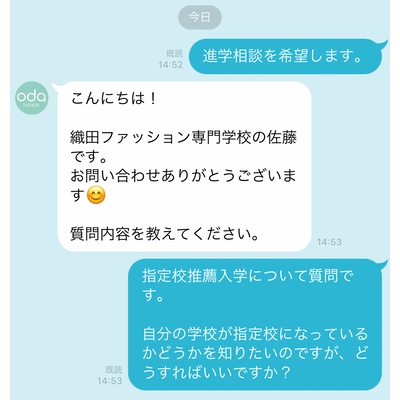 今日
進学相談を希望します。
既読
14:52
oda
こんにちは！
織田ファッション専門学校の佐藤
です。
お問い合わせありがとうございま
す😊
質問内容を教えてください。
14:53
指定校推薦入学について質問で
す。
自分の学校が指定校になっている
かどうかを知りたいのですが、ど
うすればいいですか？
既読
14:53